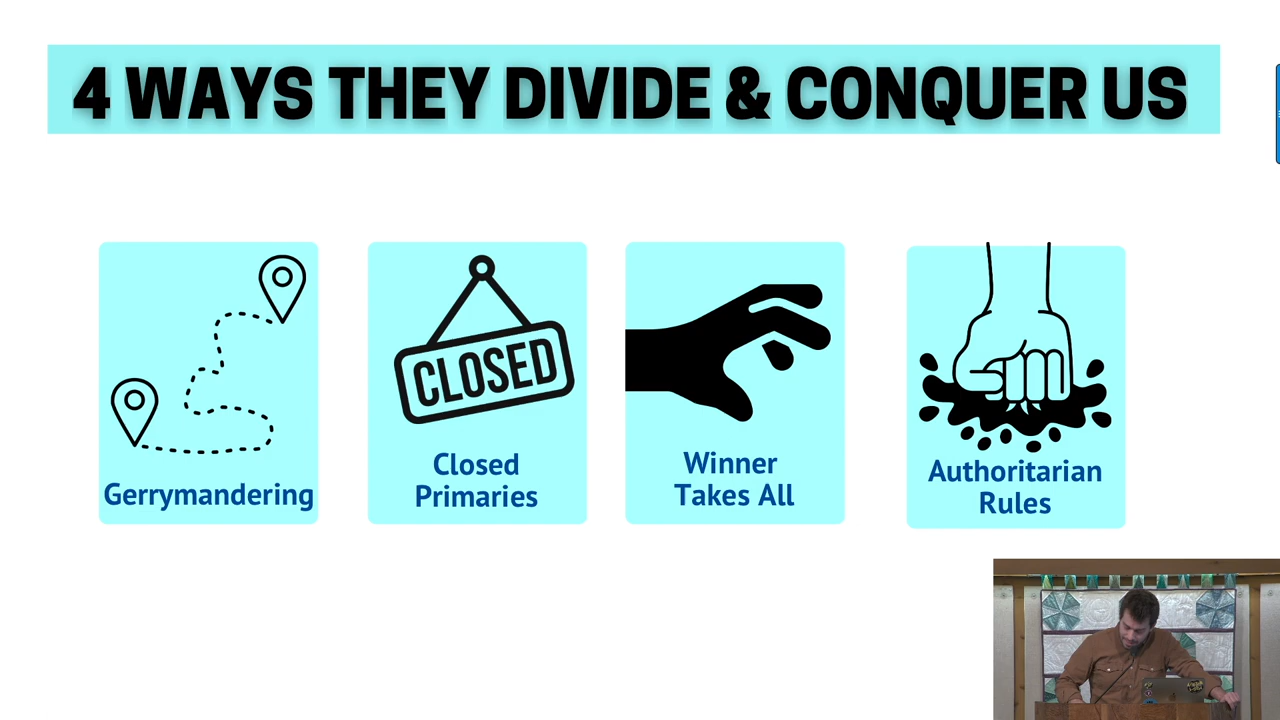 4 WAYS THEY DIVIDE & CONQUER US
CLOSED
Gerrymandering
Closed
Primaries
Winner
Takes All
Authoritarian
Rules